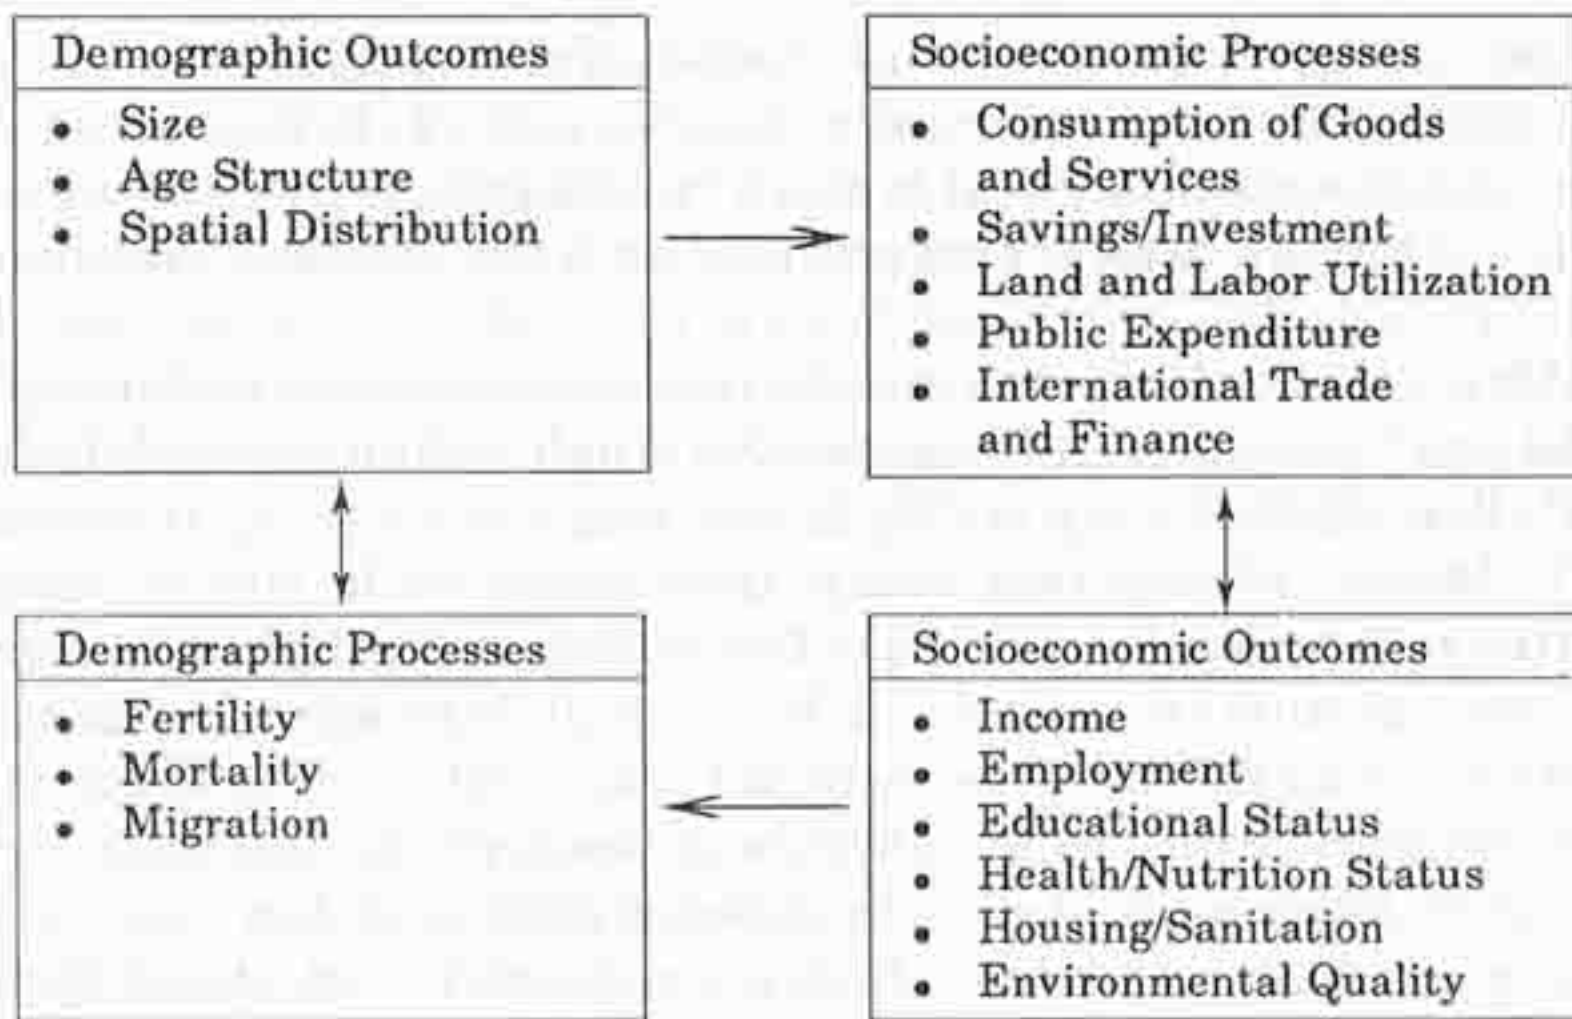 Demographic Outcomes
• Size
• Age Structure
• Spatial Distribution
Socioeconomic Processes
• Consumption of Goods
and Services
• Savings/Investment
• Land and Labor Utilization
• Public Expenditure
• International Trade
and Finance
Demographic Processes
• Fertility
• Mortality
• Migration
Socioeconomic Outcomes
• Income
• Employment
• Educational Status
• Health/Nutrition Status
• Housing/Sanitation
• Environmental Quality